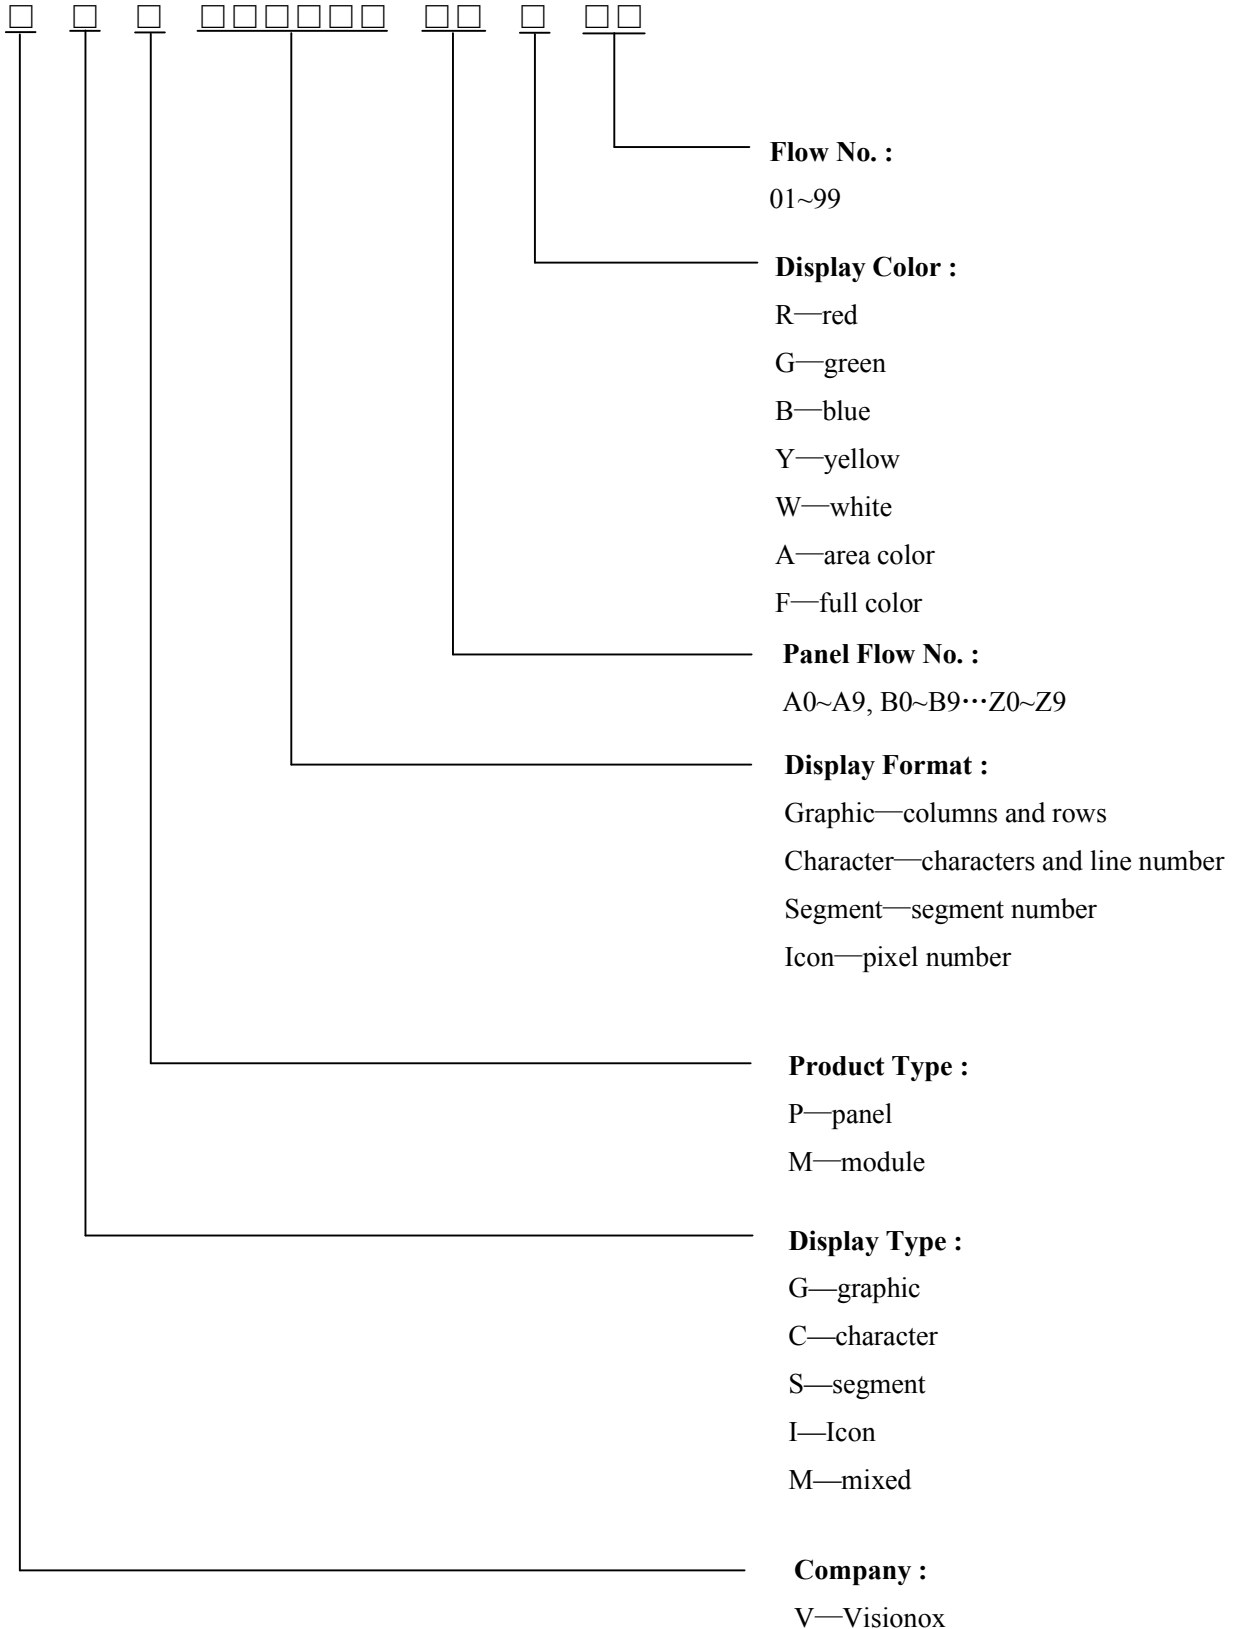 □ □ □ □□□□□□ □□ □ □□
Flow No. :
01~99
Display Color :
R—red
G—green
B—blue
Y—yellow
W—white
A—area color
F—full color
Panel Flow No. :
A0~A9, B0~B9⋯Z0~Z9
Display Format :
Graphic—columns and rows
Character—characters and line number
Segment—segment number
Icon—pixel number
Product Type :
P—panel
M—module
Display Type :
G—graphic
C—character
S—segment
I—Icon
M—mixed
Company :
V—Visionox